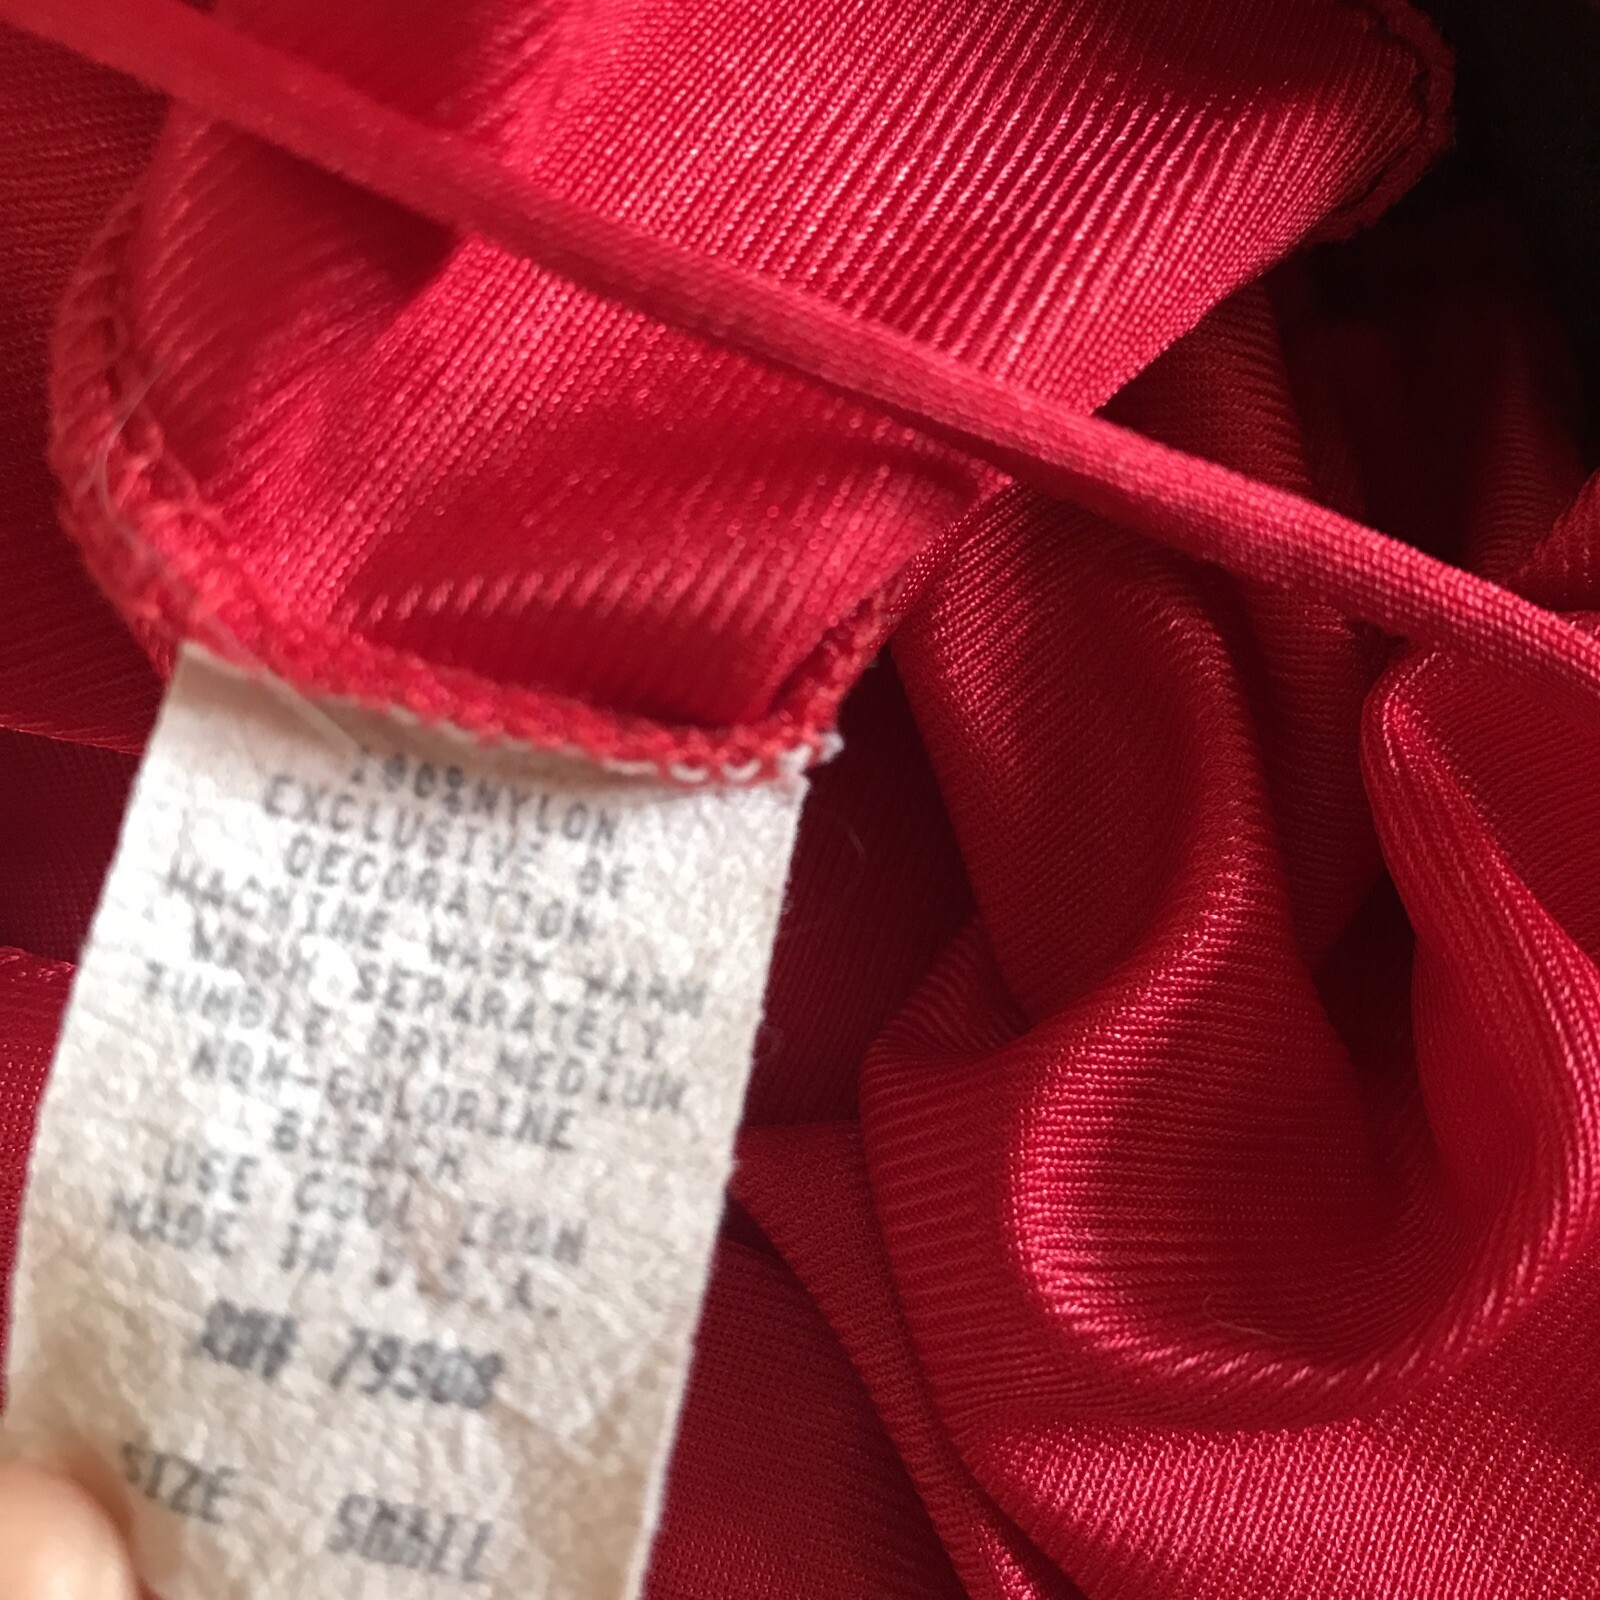 100% NYLON
EXCLUSIVE OF
DECORATION
MACHINE WASH WARM
WASH SEPARATELY
TUMBLE DRY MEDIUM
NON-CHLORINE
BLEACH
USE COOL IRON
MADE IN U.S.A.
79308
SIZE SMALL